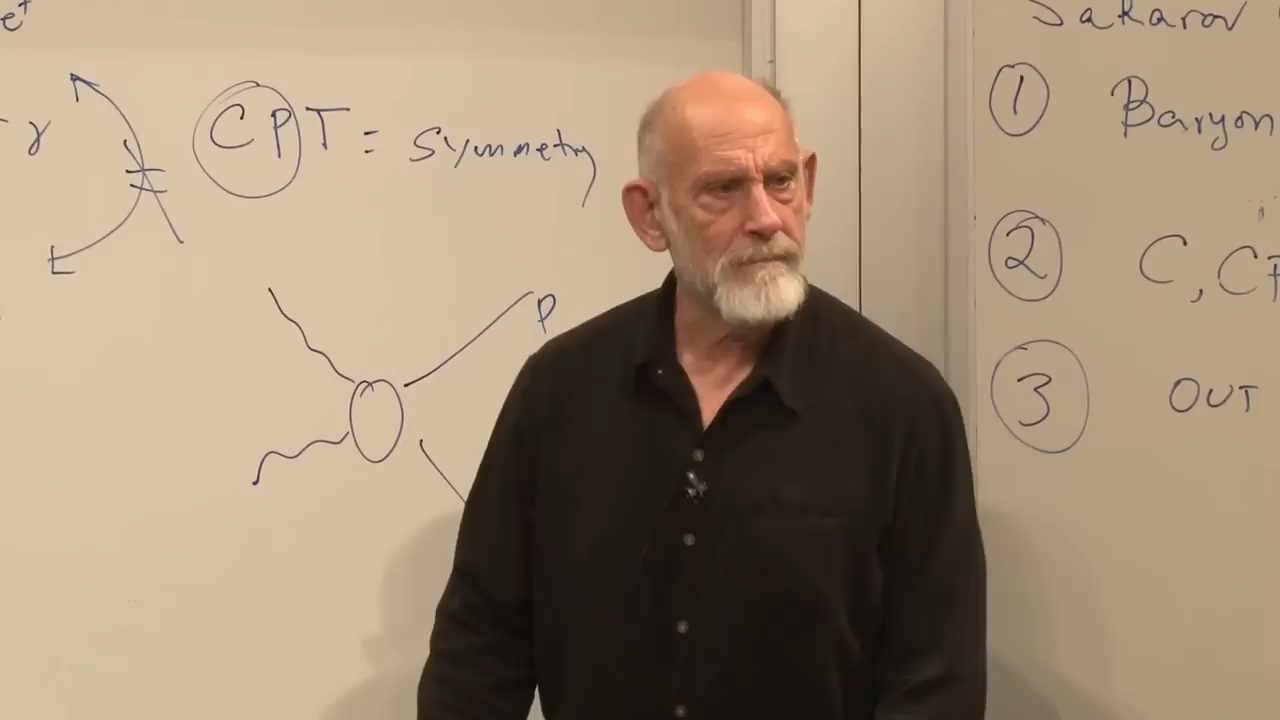 e⁺
γ
CPT = Symmetry
P
Sakarov
① Baryon
② C, CP
③ OUT